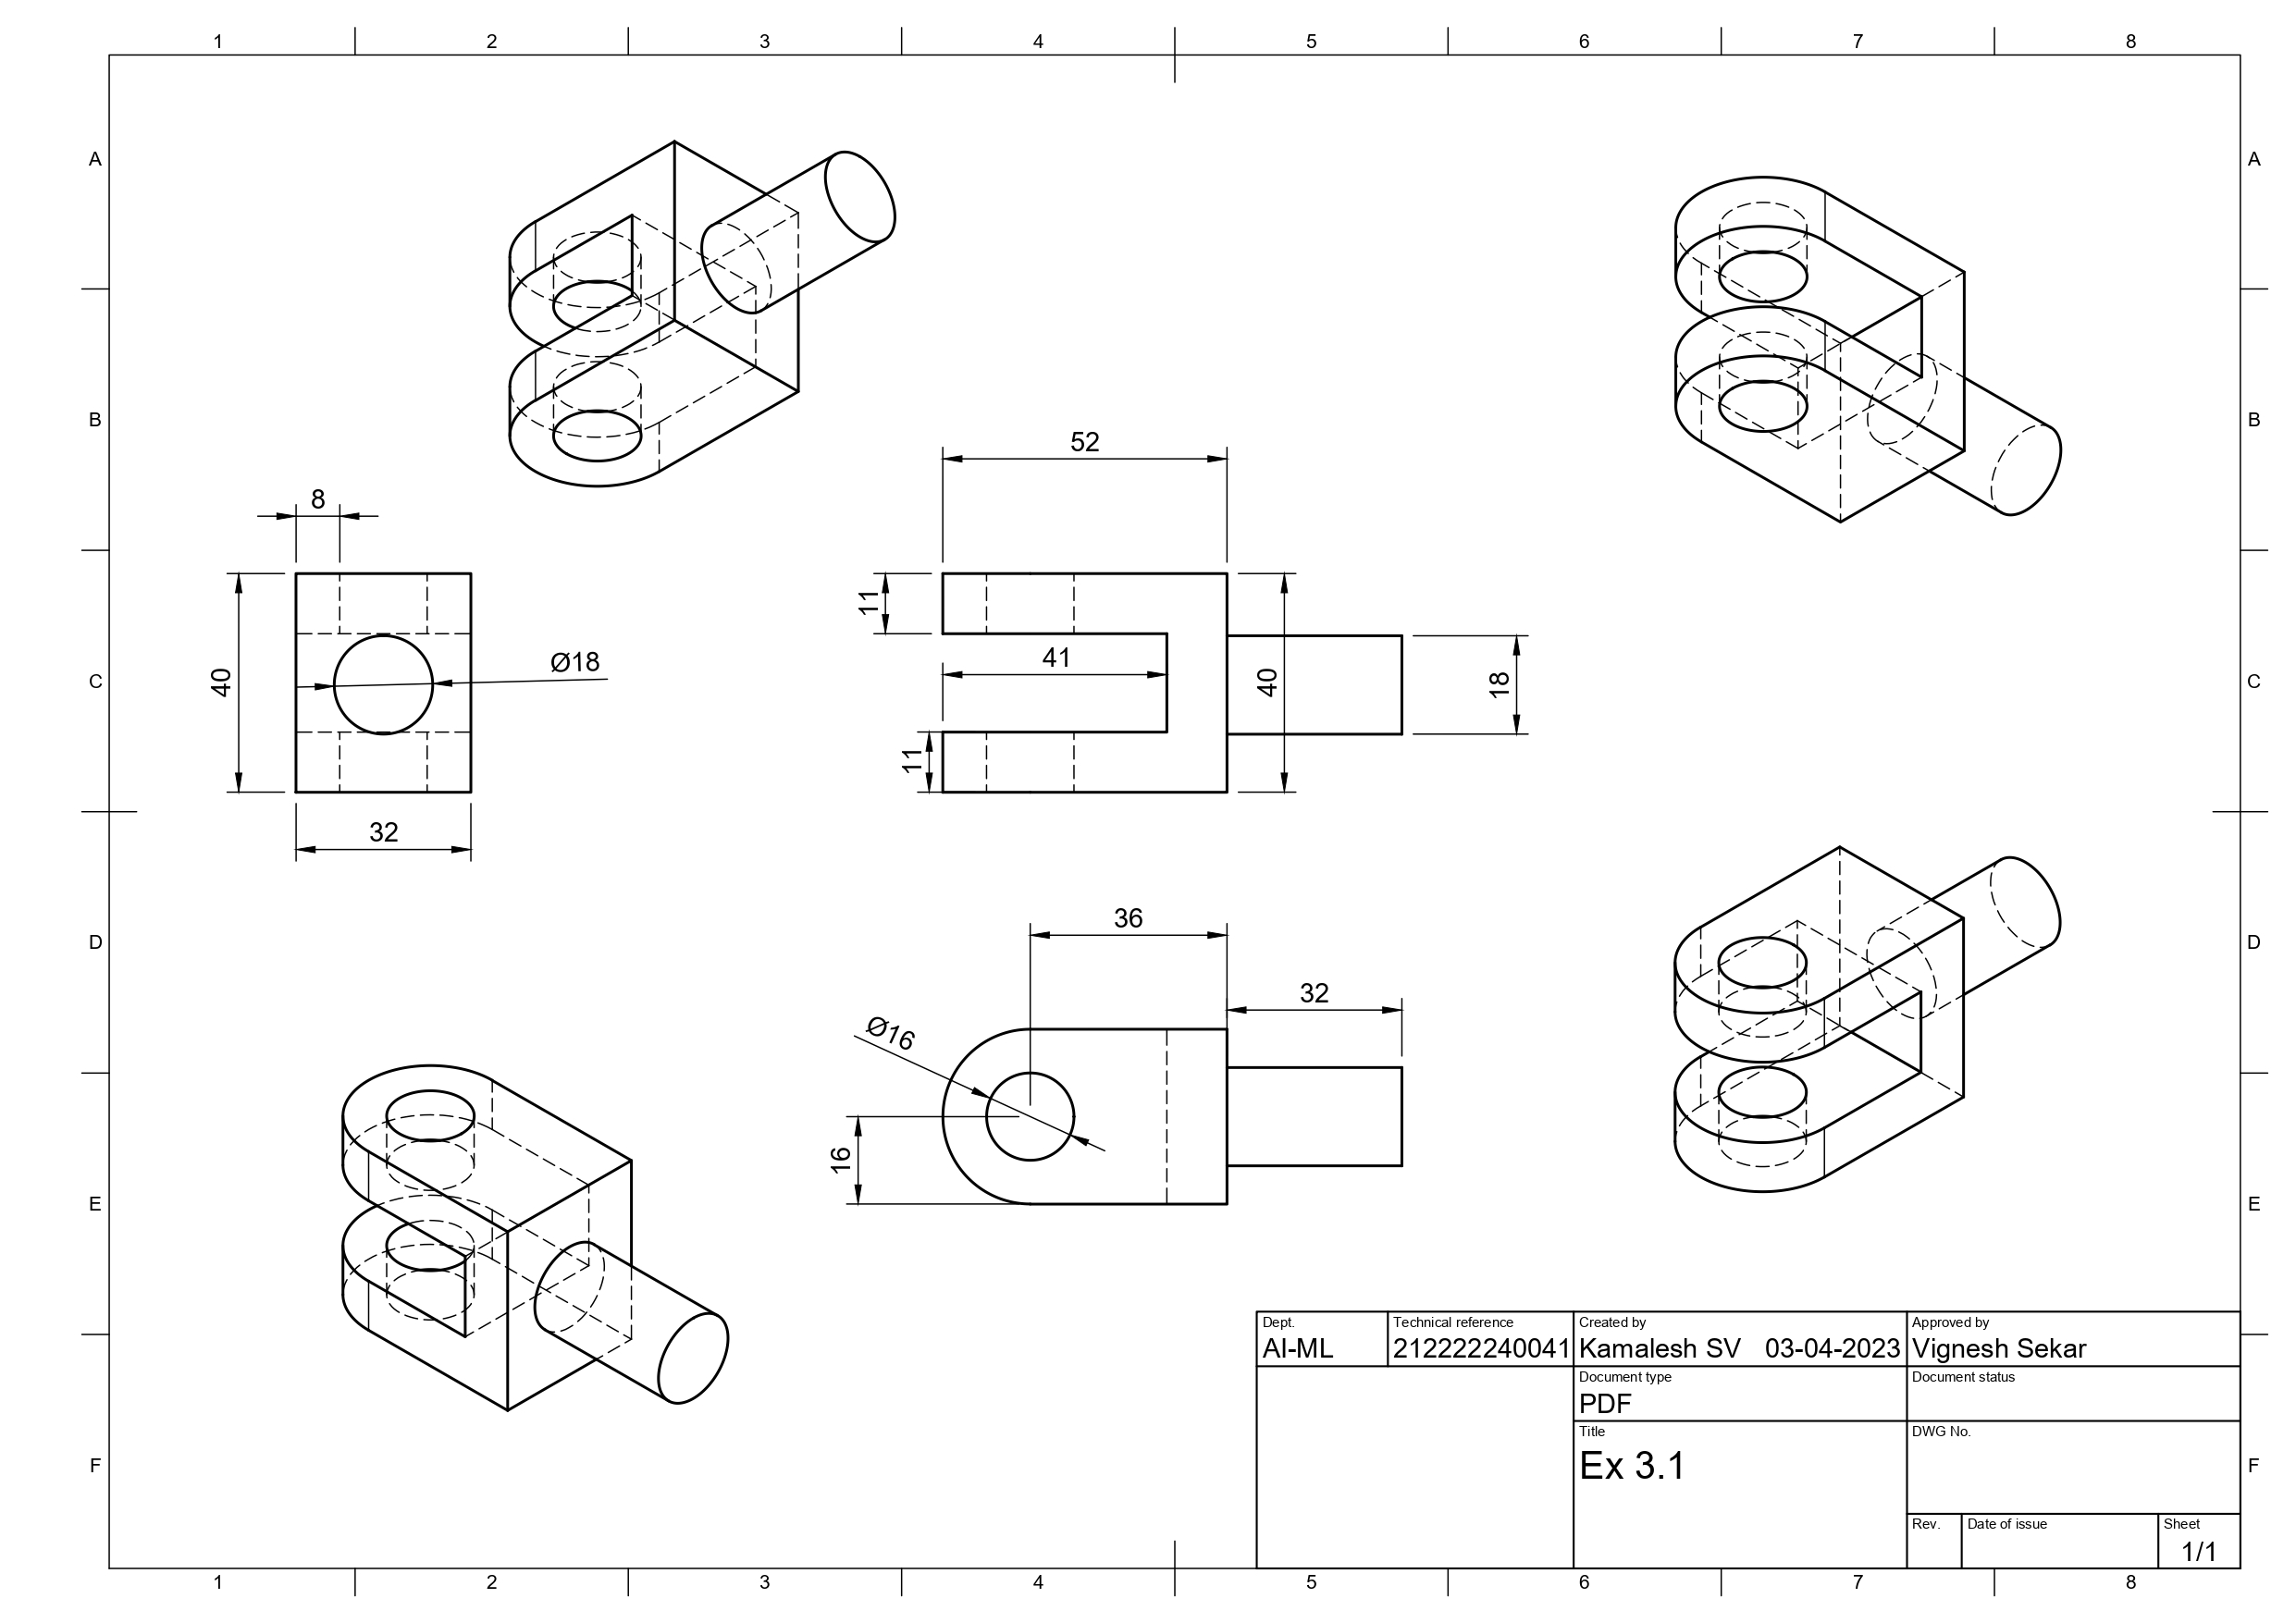 1 2 3 4 5 6 7 8
A A
B B
52
8
11
41
Ø18
40
40
18
C C
11
32
36
D D
32
Ø16
16
E E
Dept. Technical reference Created by Approved by
AI-ML 212222240041 Kamalesh SV 03-04-2023 Vignesh Sekar
Document type Document status
PDF
Title DWG No.
Ex 3.1
F F
Rev. Date of issue Sheet
1/1
1 2 3 4 5 6 7 8